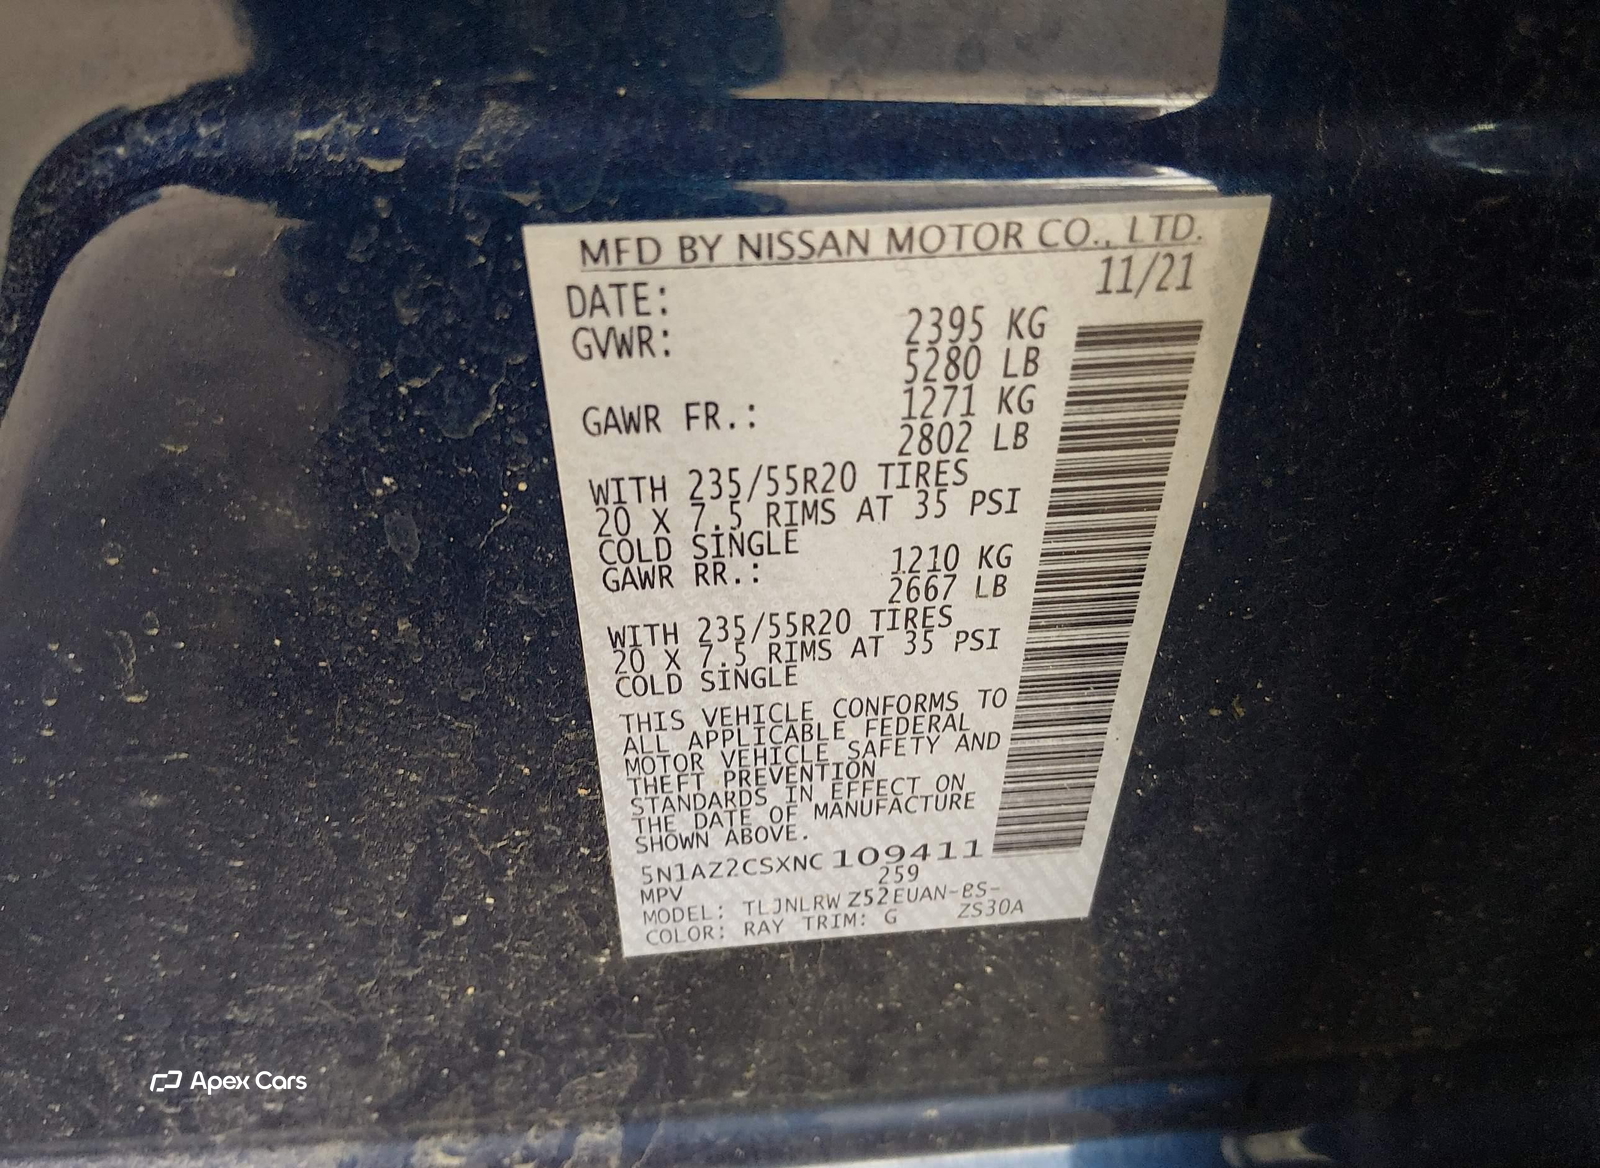 MFD BY NISSAN MOTOR CO., LTD.
DATE: 11/21
GVWR: 2395 KG
5280 LB
GAWR FR.: 1271 KG
2802 LB
WITH 235/55R20 TIRES
20 X 7.5 RIMS AT 35 PSI
COLD SINGLE
GAWR RR.: 1210 KG
2667 LB
WITH 235/55R20 TIRES
20 X 7.5 RIMS AT 35 PSI
COLD SINGLE
THIS VEHICLE CONFORMS TO
ALL APPLICABLE FEDERAL
MOTOR VEHICLE SAFETY AND
THEFT PREVENTION
STANDARDS IN EFFECT ON
THE DATE OF MANUFACTURE
SHOWN ABOVE.
5N1AZ2CSXNC109411
MPV 259
MODEL: TLJNLRWZ52EUAN-BS-
COLOR: RAY TRIM: G ZS30A
Apex Cars